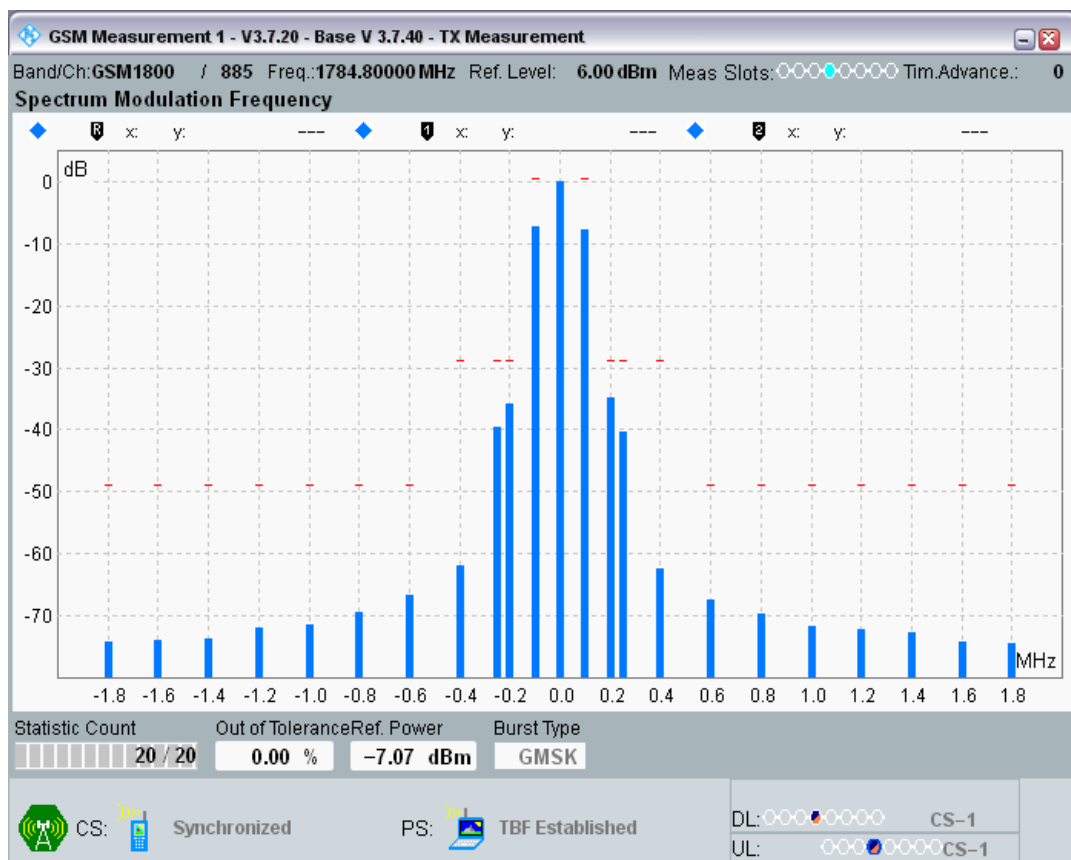 GSM Measurement 1 - V3.7.20 - Base V 3.7.40 - TX Measurement
Band/Ch:GSM1800 / 885 Freq.:1784.80000 MHz Ref. Level: 6.00 dBm Meas Slots: Tim.Advance.: 0
Spectrum Modulation Frequency
R x: y: --- 1 x: y: --- 2 x: y: ---
dB
0
-10
-20
-30
-40
-50
-60
-70
MHz
-1.8 -1.6 -1.4 -1.2 -1.0 -0.8 -0.6 -0.4 -0.2 0.0 0.2 0.4 0.6 0.8 1.0 1.2 1.4 1.6 1.8
Statistic Count Out of Tolerance Ref. Power Burst Type
20 / 20 0.00 % −7.07 dBm GMSK
CS: Synchronized PS: TBF Established DL: CS−1
UL: CS−1